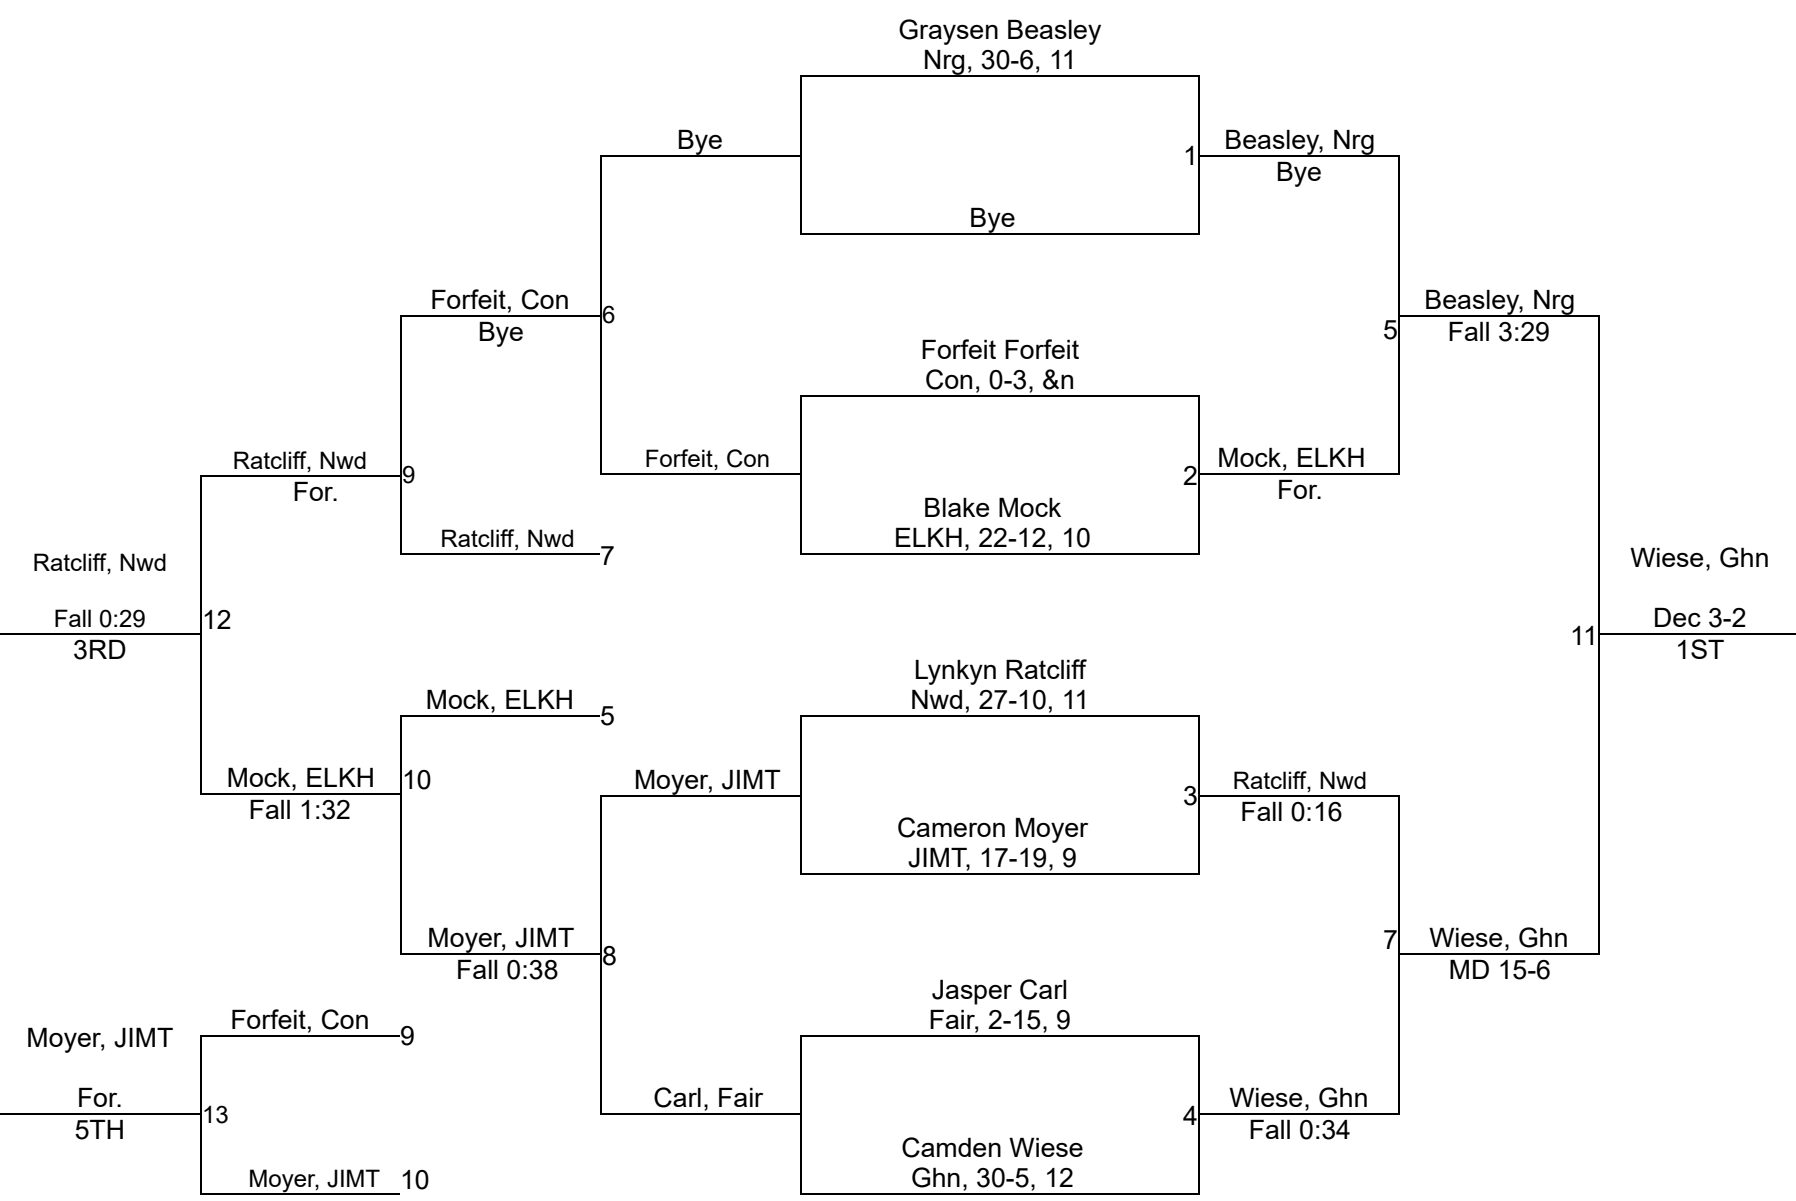 Graysen Beasley
Nrg, 30-6, 11
Bye
1
Beasley, Nrg
Bye
Bye
Forfeit, Con
Bye
6
Beasley, Nrg
Fall 3:29
5
Forfeit Forfeit
Con, 0-3, &n
Ratcliff, Nwd
For.
9
Forfeit, Con
2
Mock, ELKH
For.
Blake Mock
ELKH, 22-12, 10
Ratcliff, Nwd
7
Ratcliff, Nwd
Fall 0:29
3RD
12
Wiese, Ghn
Dec 3-2
1ST
11
Lynkyn Ratcliff
Nwd, 27-10, 11
Mock, ELKH
5
Mock, ELKH
Fall 1:32
10
Moyer, JIMT
3
Ratcliff, Nwd
Fall 0:16
Cameron Moyer
JIMT, 17-19, 9
Moyer, JIMT
Fall 0:38
8
7
Wiese, Ghn
MD 15-6
Jasper Carl
Fair, 2-15, 9
Forfeit, Con
9
Moyer, JIMT
For.
5TH
13
Carl, Fair
4
Wiese, Ghn
Fall 0:34
Camden Wiese
Ghn, 30-5, 12
Moyer, JIMT
10